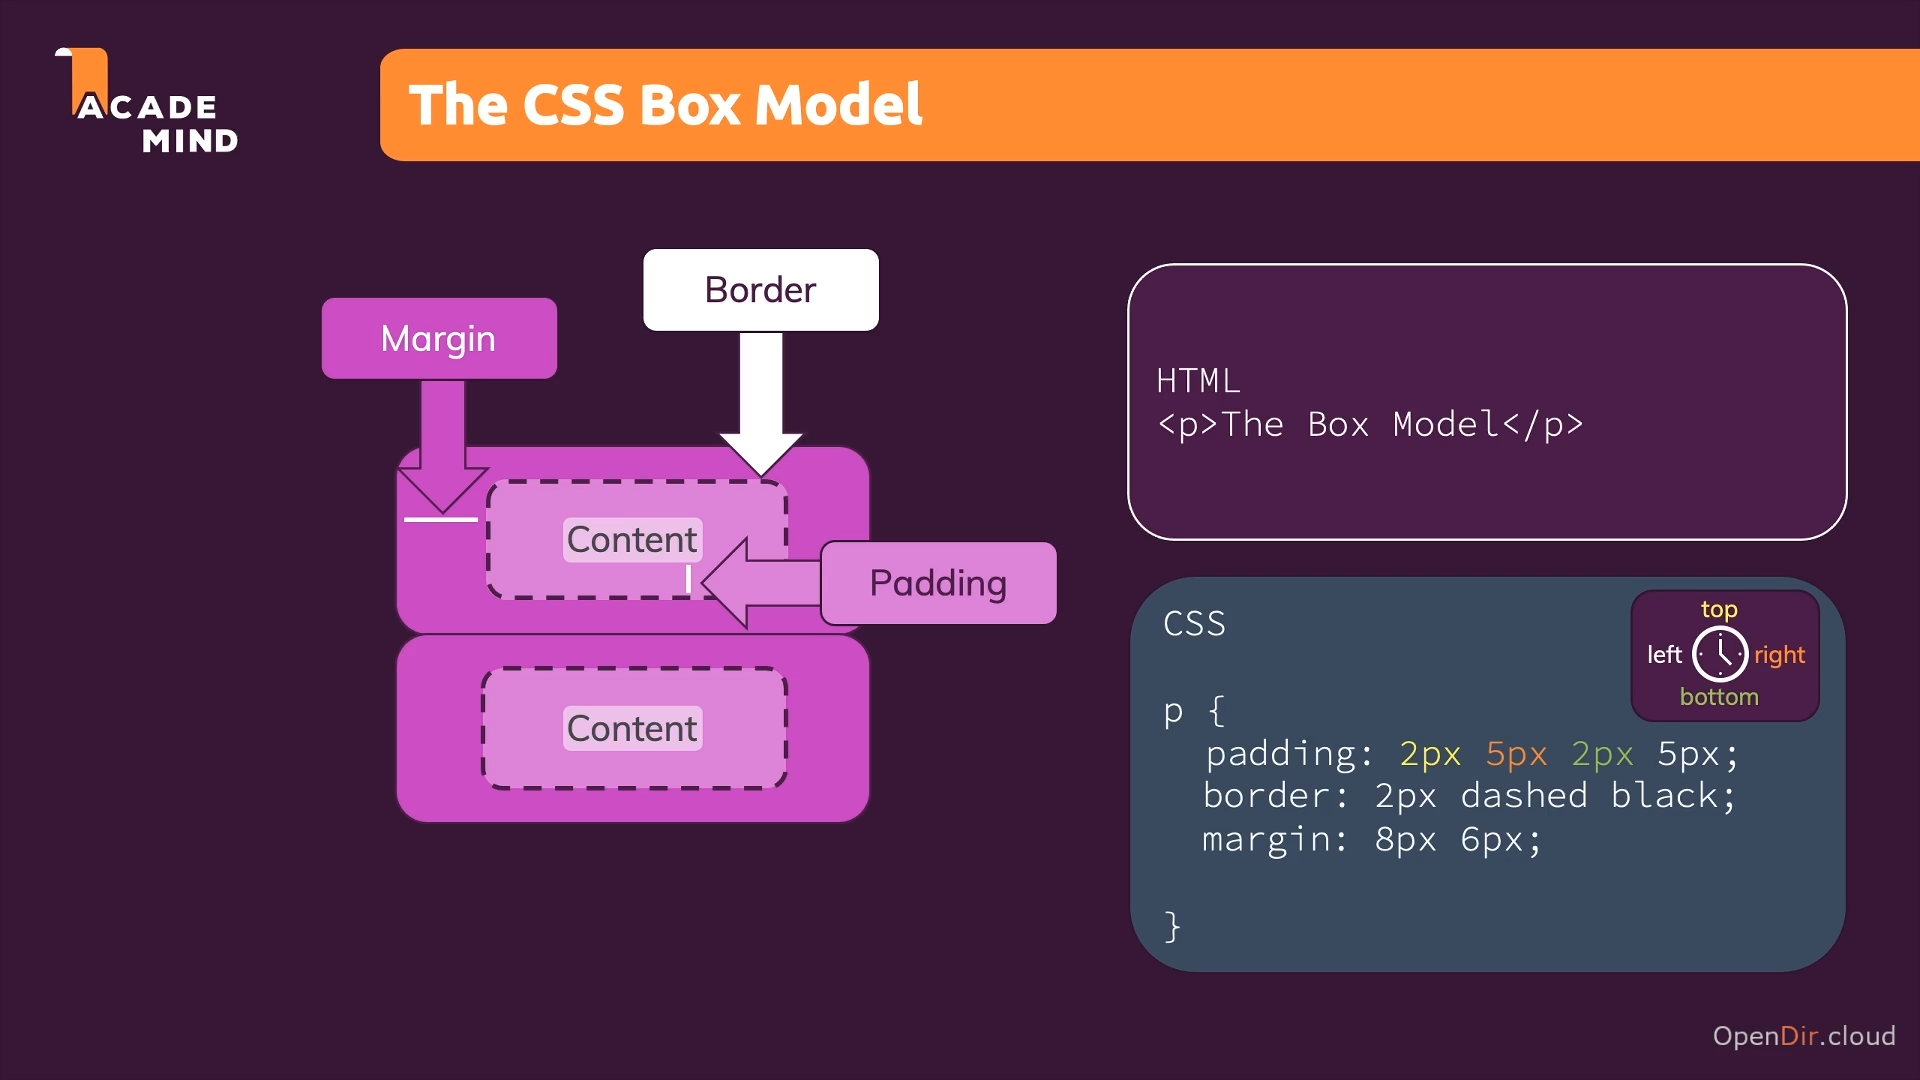 ACADE
MIND
The CSS Box Model
Border
Margin
Content
Padding
Content
HTML
<p>The Box Model</p>
CSS
top
left right
bottom
p {
padding: 2px 5px 2px 5px;
border: 2px dashed black;
margin: 8px 6px;
}
OpenDir.cloud